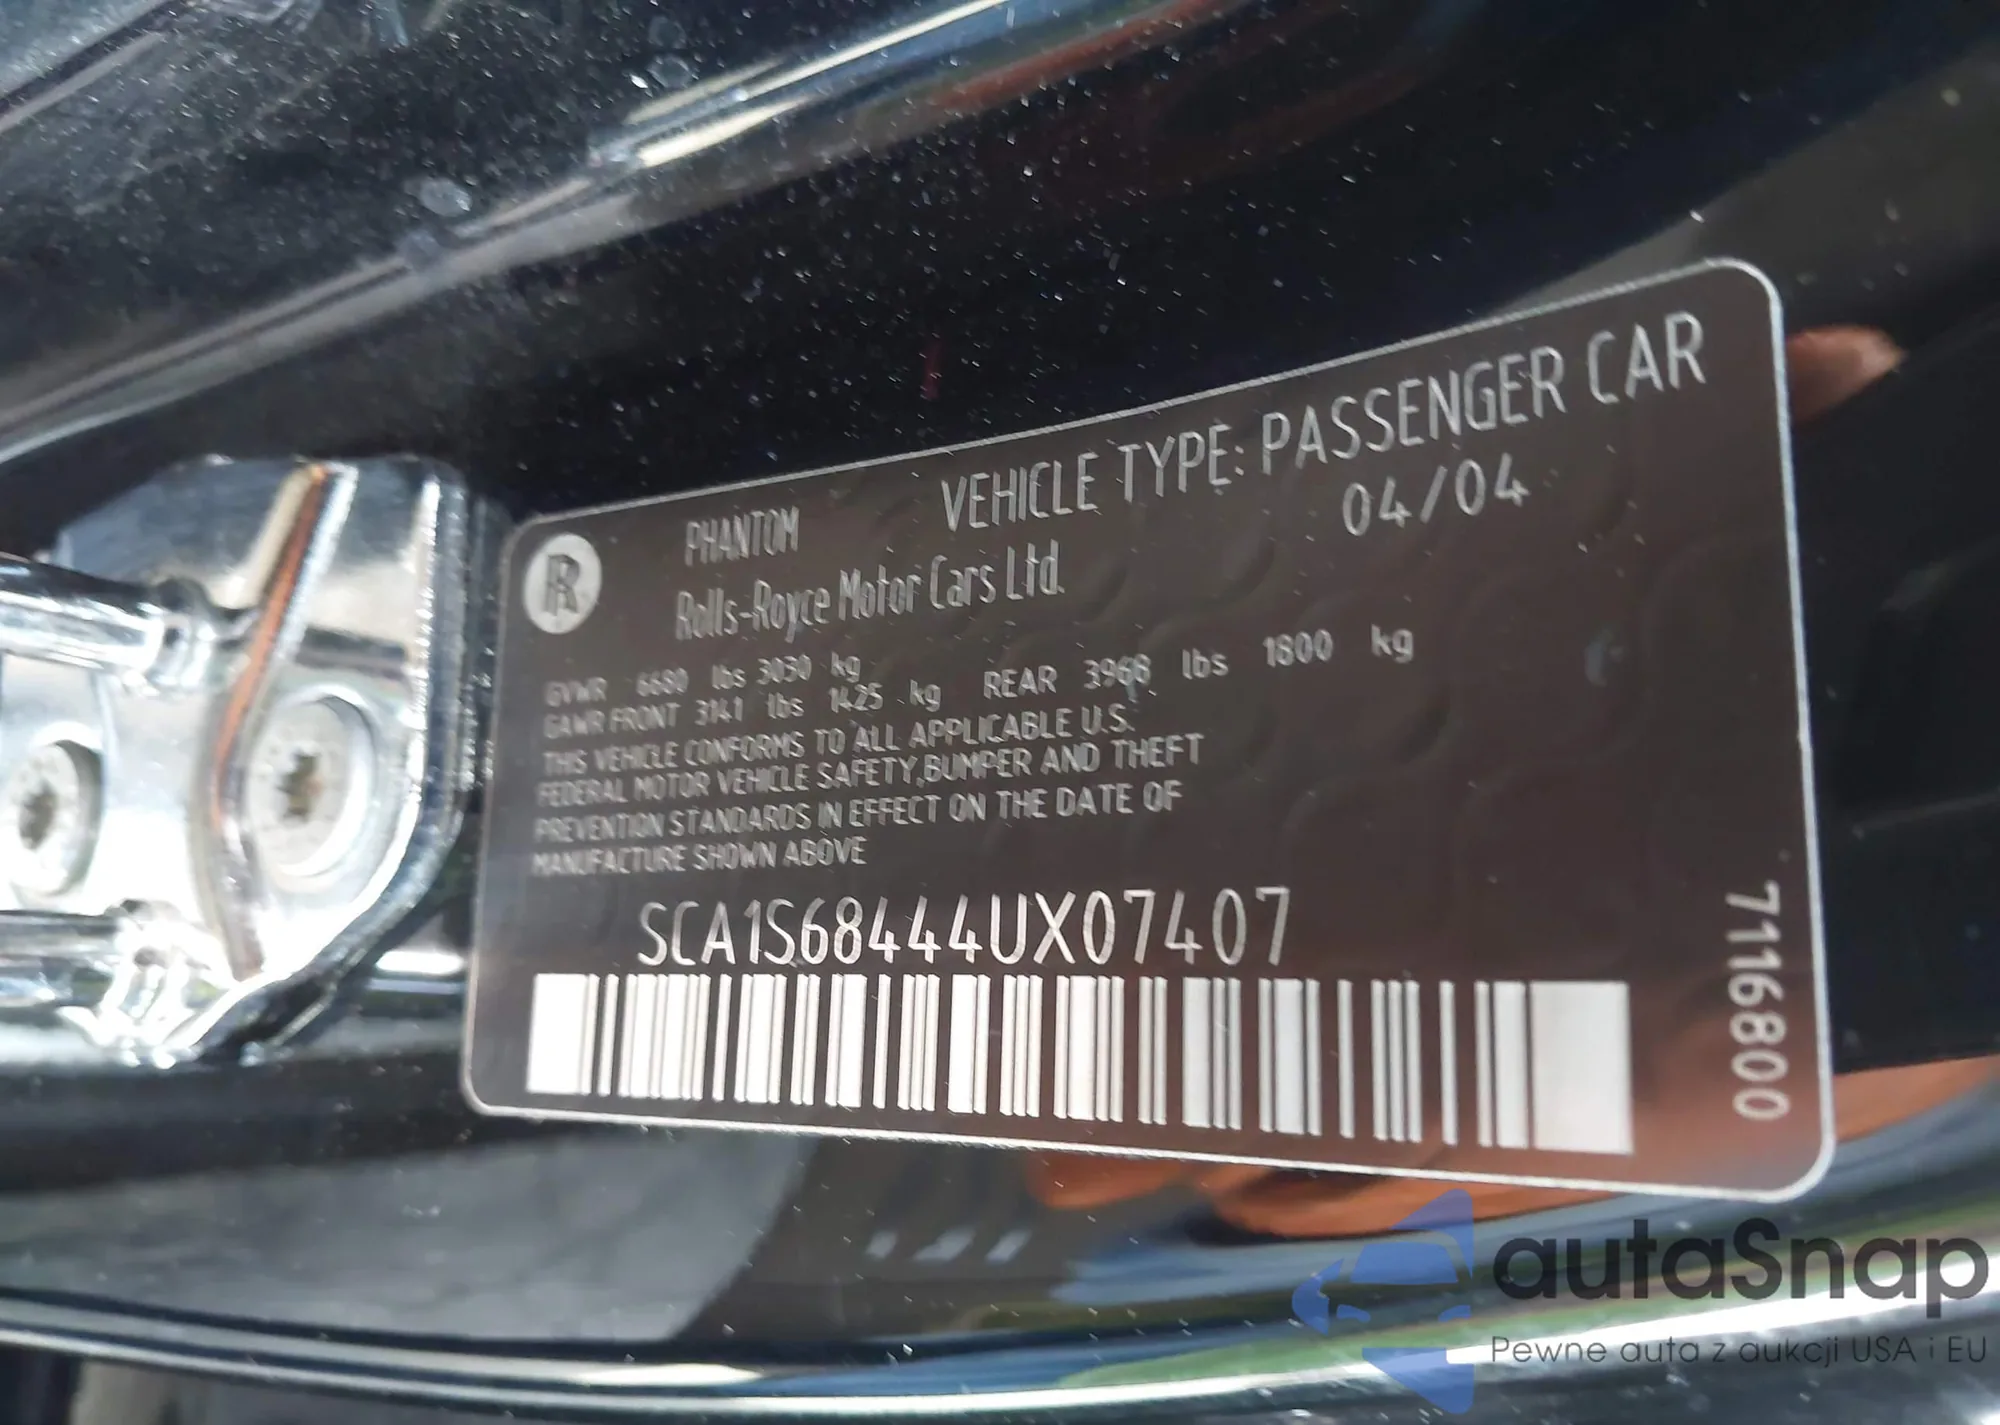 PHANTOM VEHICLE TYPE: PASSENGER CAR
Rolls-Royce Motor Cars Ltd. 04/04
GVWR 6680 lbs 3030 kg
GAWR FRONT 3141 lbs 1425 kg REAR 3968 lbs 1800 kg
THIS VEHICLE CONFORMS TO ALL APPLICABLE U.S.
FEDERAL MOTOR VEHICLE SAFETY,BUMPER AND THEFT
PREVENTION STANDARDS IN EFFECT ON THE DATE OF
MANUFACTURE SHOWN ABOVE
SCA1S68444UX07407
7116800
autaSnap
Pewne auta z aukcji USA i EU